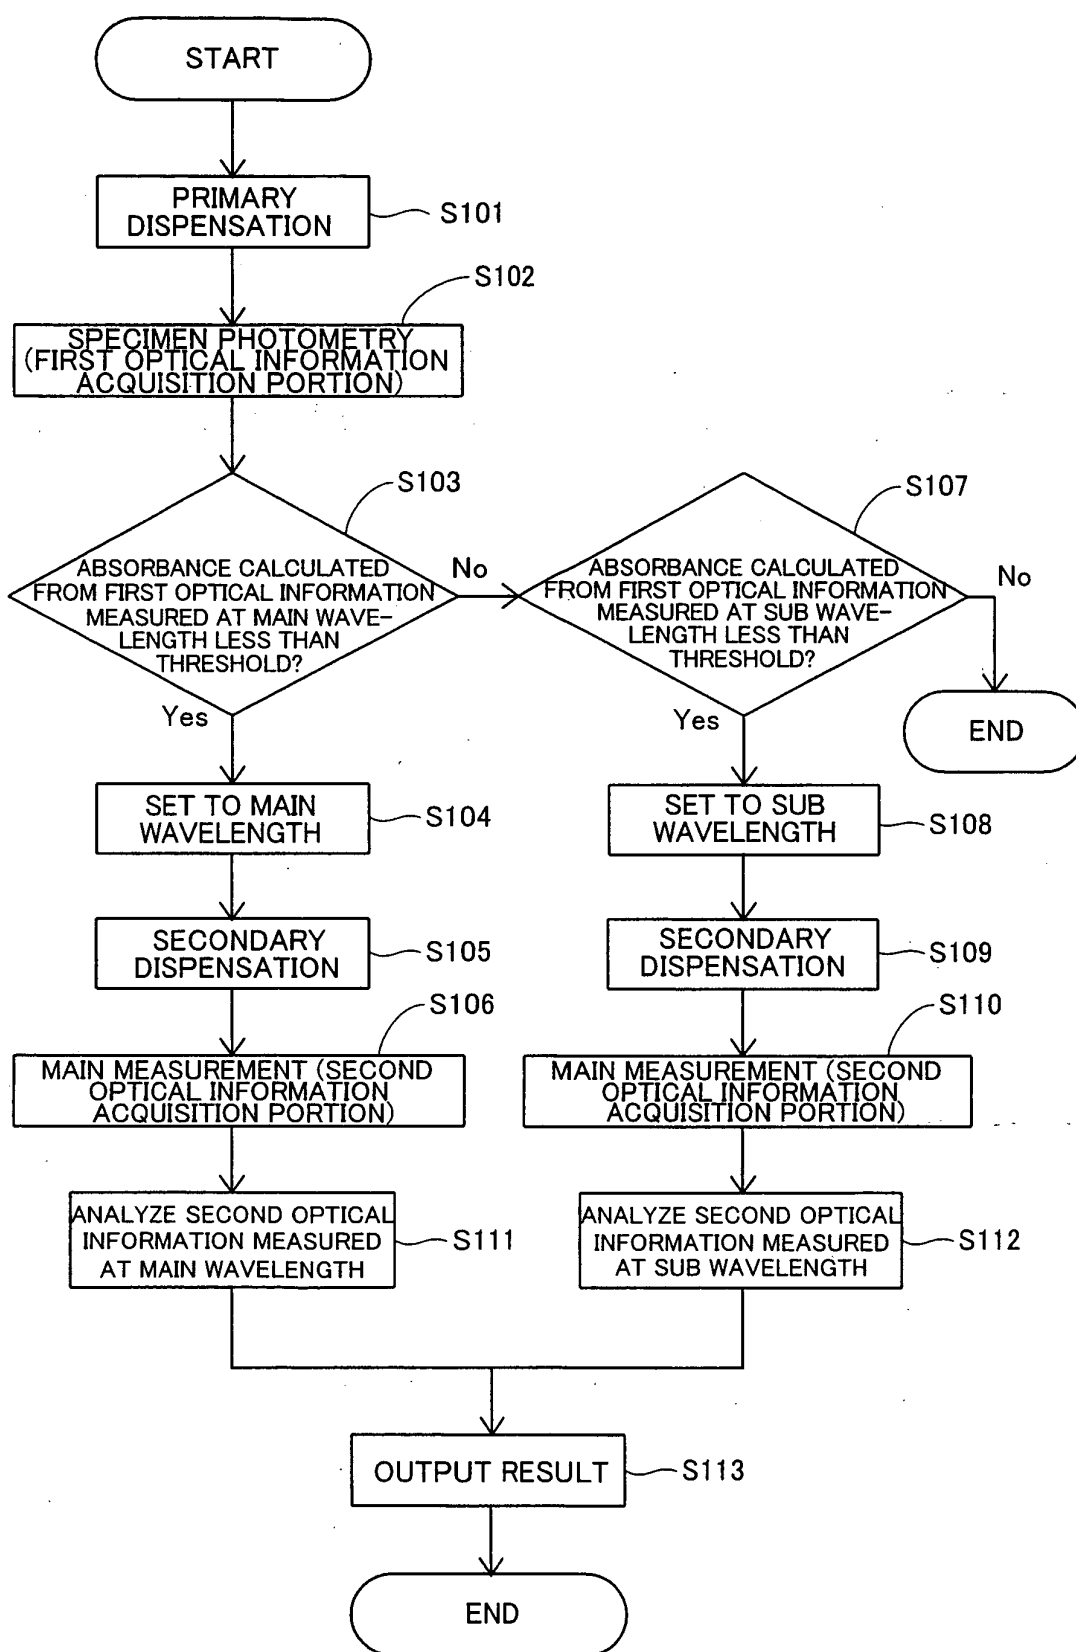 START
PRIMARY
DISPENSATION
S101
S102
SPECIMEN PHOTOMETRY
(FIRST OPTICAL INFORMATION
ACQUISITION PORTION)
S103
ABSORBANCE CALCULATED
FROM FIRST OPTICAL INFORMATION
MEASURED AT MAIN WAVE-
LENGTH LESS THAN
THRESHOLD?
No
S107
ABSORBANCE CALCULATED
FROM FIRST OPTICAL INFORMATION
MEASURED AT SUB WAVE-
LENGTH LESS THAN
THRESHOLD?
No
END
Yes
Yes
SET TO MAIN
WAVELENGTH
S104
SET TO SUB
WAVELENGTH
S108
SECONDARY
DISPENSATION
S105
SECONDARY
DISPENSATION
S109
S106
MAIN MEASUREMENT (SECOND
OPTICAL INFORMATION
ACQUISITION PORTION)
S110
MAIN MEASUREMENT (SECOND
OPTICAL INFORMATION
ACQUISITION PORTION)
ANALYZE SECOND OPTICAL
INFORMATION MEASURED
AT MAIN WAVELENGTH
S111
ANALYZE SECOND OPTICAL
INFORMATION MEASURED
AT SUB WAVELENGTH
S112
OUTPUT RESULT
S113
END